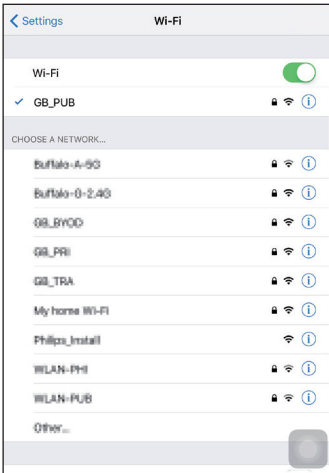 Settings
Wi-Fi
Wi-Fi
GB_PUB
CHOOSE A NETWORK...
Buffalo-A-5G
Buffalo-G-2.4G
GB_BYOD
GB_PRI
GB_TRA
My home Wi-Fi
Philips_Install
WLAN-PHI
WLAN-PUB
Other...